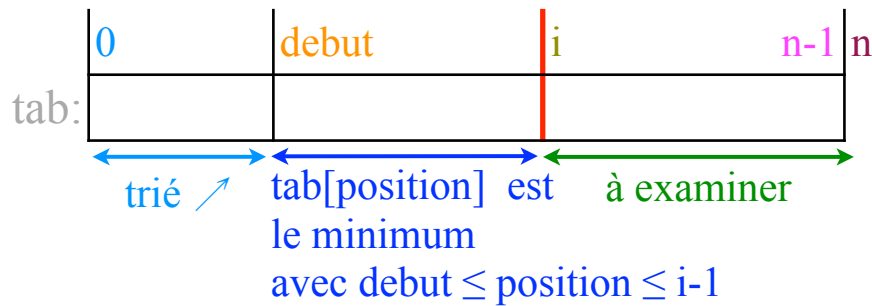 0 debut i n-1 n
tab:
trié tab[position] est à examiner
le minimum
avec debut ≤ position ≤ i-1